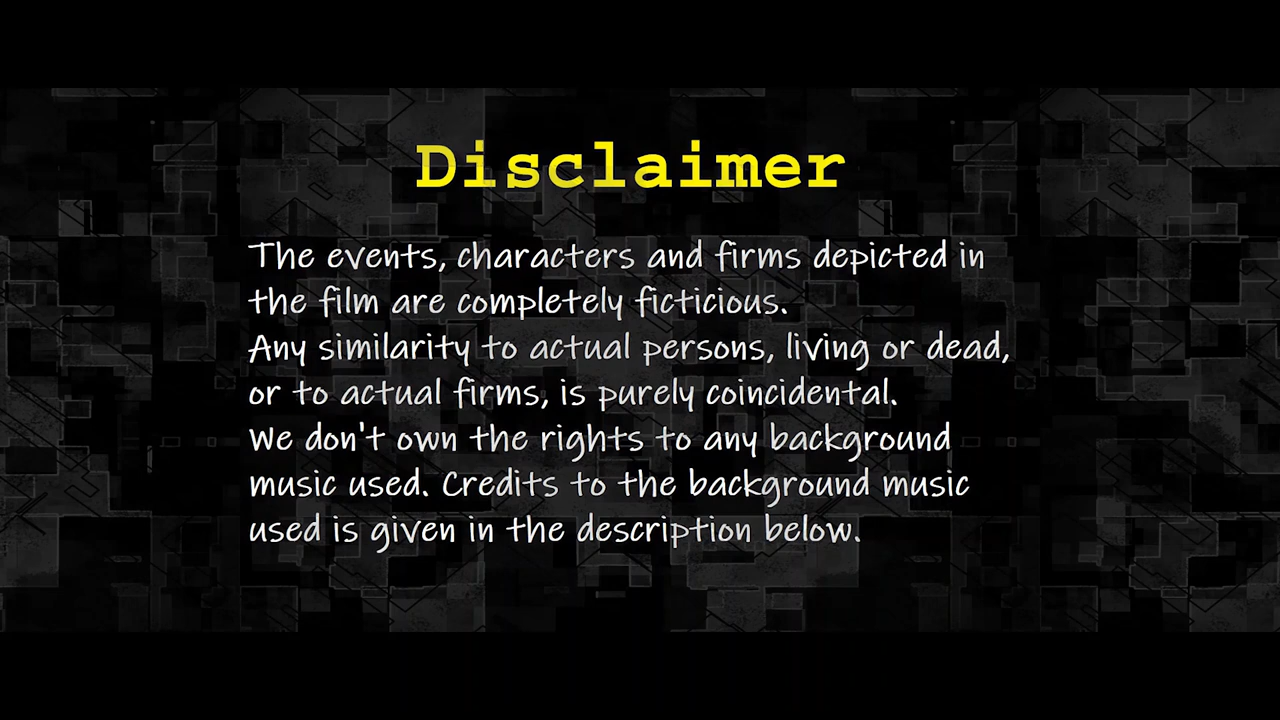 Disclaimer
The events, characters and firms depicted in
the film are completely ficticious.
Any similarity to actual persons, living or dead,
or to actual firms, is purely coincidental.
We don't own the rights to any background
music used. Credits to the background music
used is given in the description below.